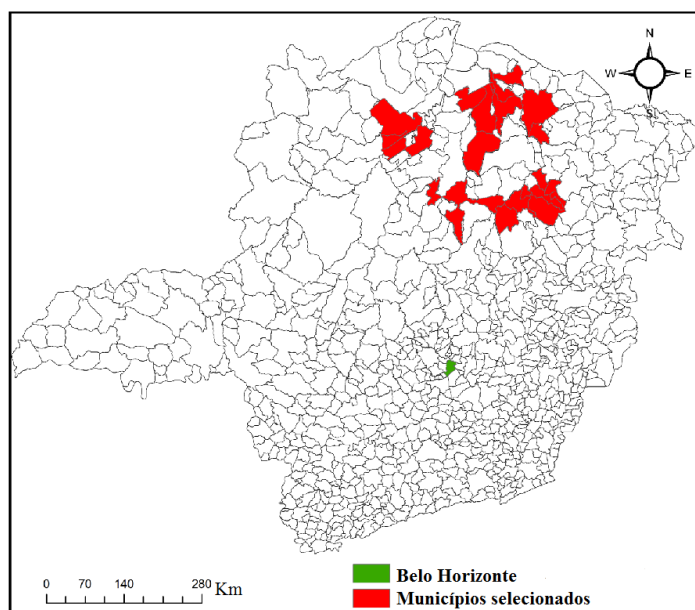 N
W E
S
0 70 140 280 Km
Belo Horizonte
Municípios selecionados